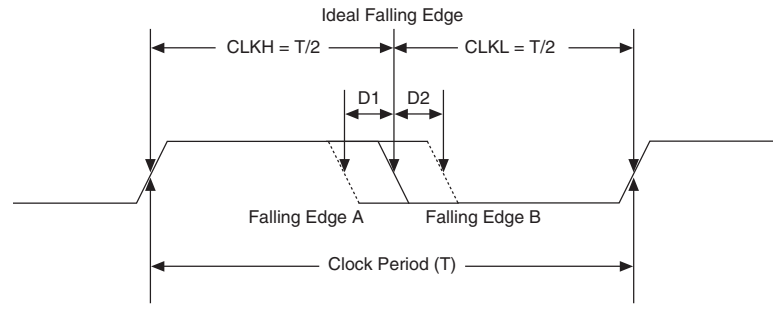 Ideal Falling Edge
CLKH = T/2
CLKL = T/2
D1
D2
Falling Edge A
Falling Edge B
Clock Period (T)